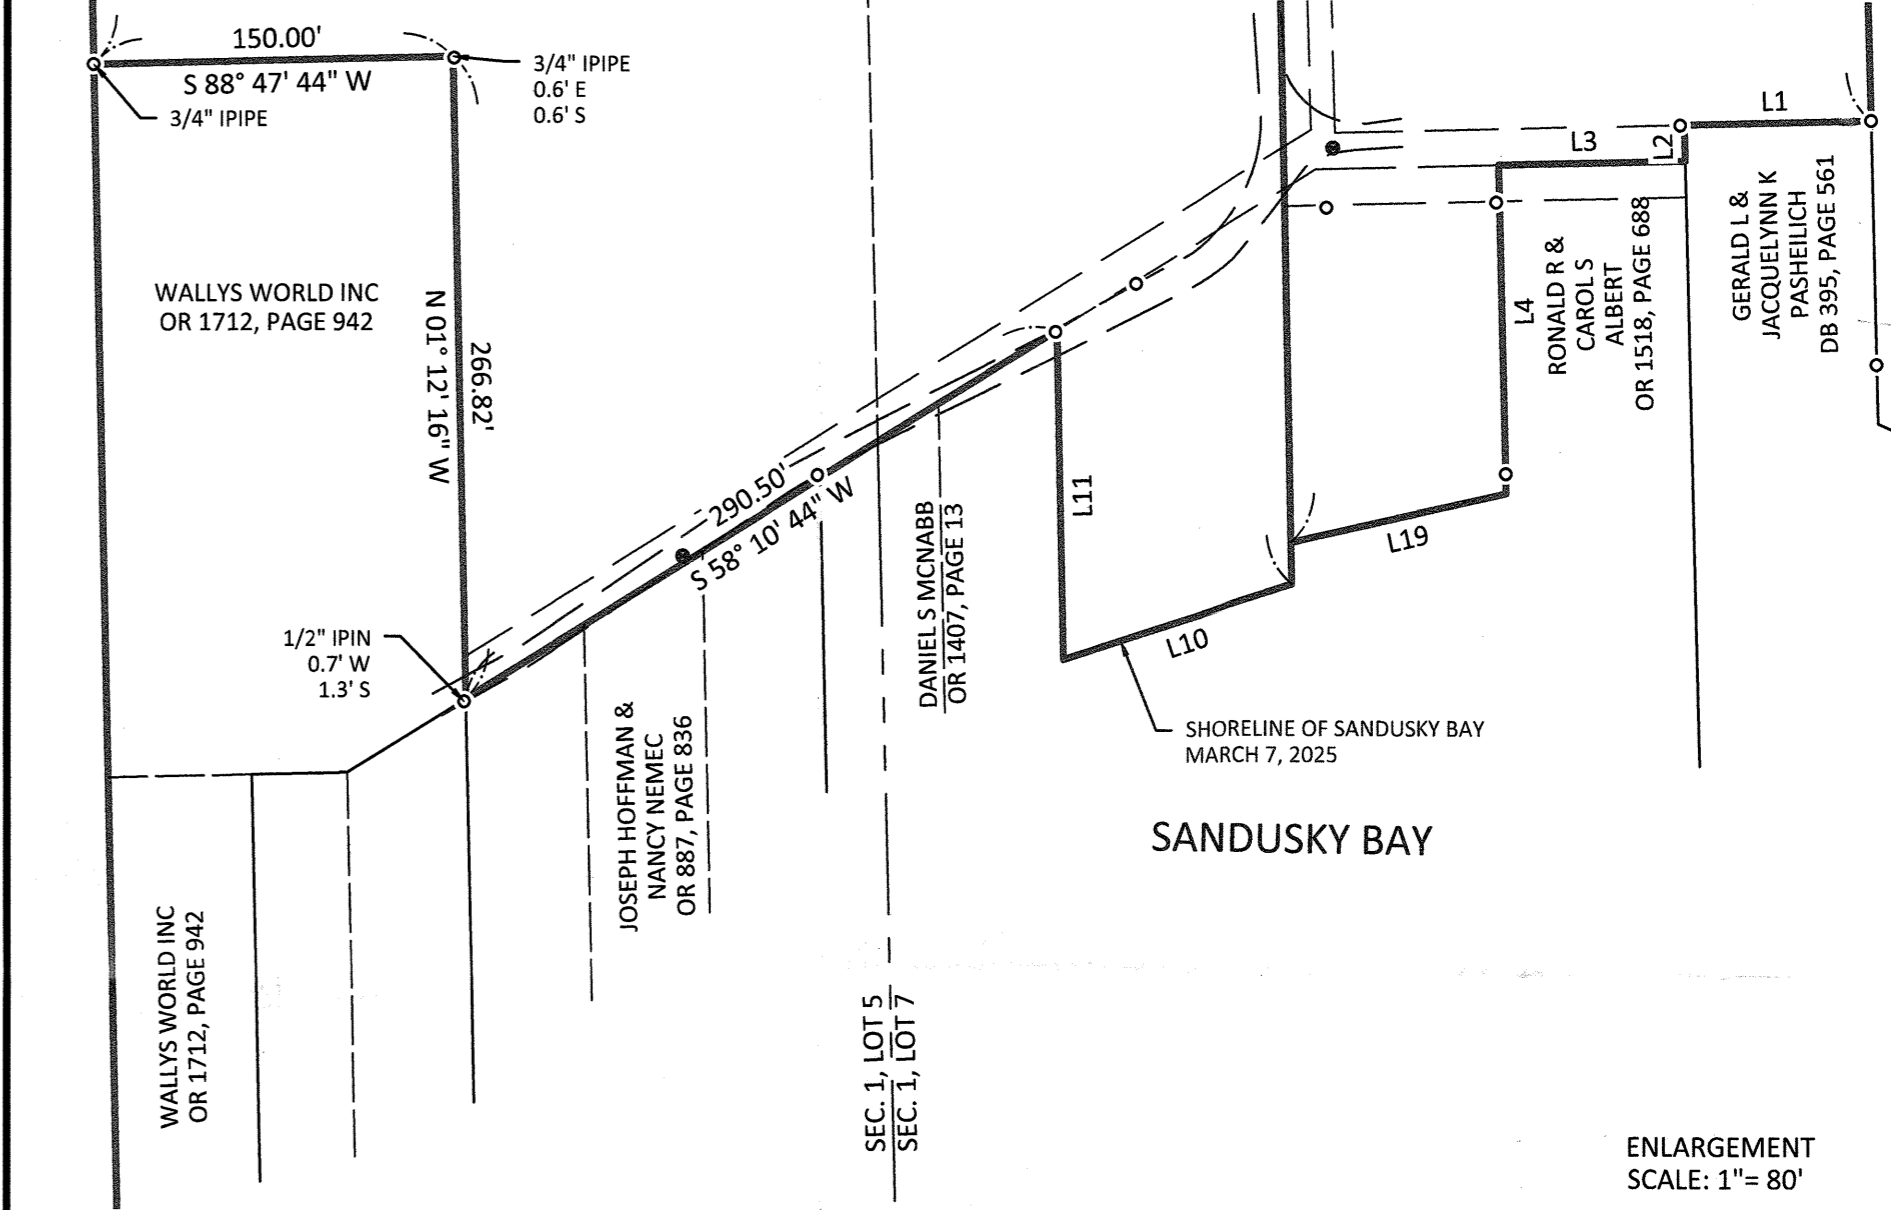 150.00'
S 88° 47' 44" W
3/4" IPIPE
3/4" IPIPE
0.6' E
0.6' S
WALLYS WORLD INC
OR 1712, PAGE 942
N 01° 12' 16" W
266.82'
290.50'
S 58° 10' 44" W
1/2" IPIN
0.7' W
1.3' S
L1
L2
L3
L4
GERALD L &
JACQUELYNN K
PASHEILICH
DB 395, PAGE 561
RONALD R &
CAROL S
ALBERT
OR 1518, PAGE 688
L11
L19
L10
DANIEL S MCNABB
OR 1407, PAGE 13
JOSEPH HOFFMAN &
NANCY NEMEC
OR 887, PAGE 836
SHORELINE OF SANDUSKY BAY
MARCH 7, 2025
SANDUSKY BAY
WALLYS WORLD INC
OR 1712, PAGE 942
SEC. 1, LOT 5
SEC. 1, LOT 7
ENLARGEMENT
SCALE: 1"= 80'